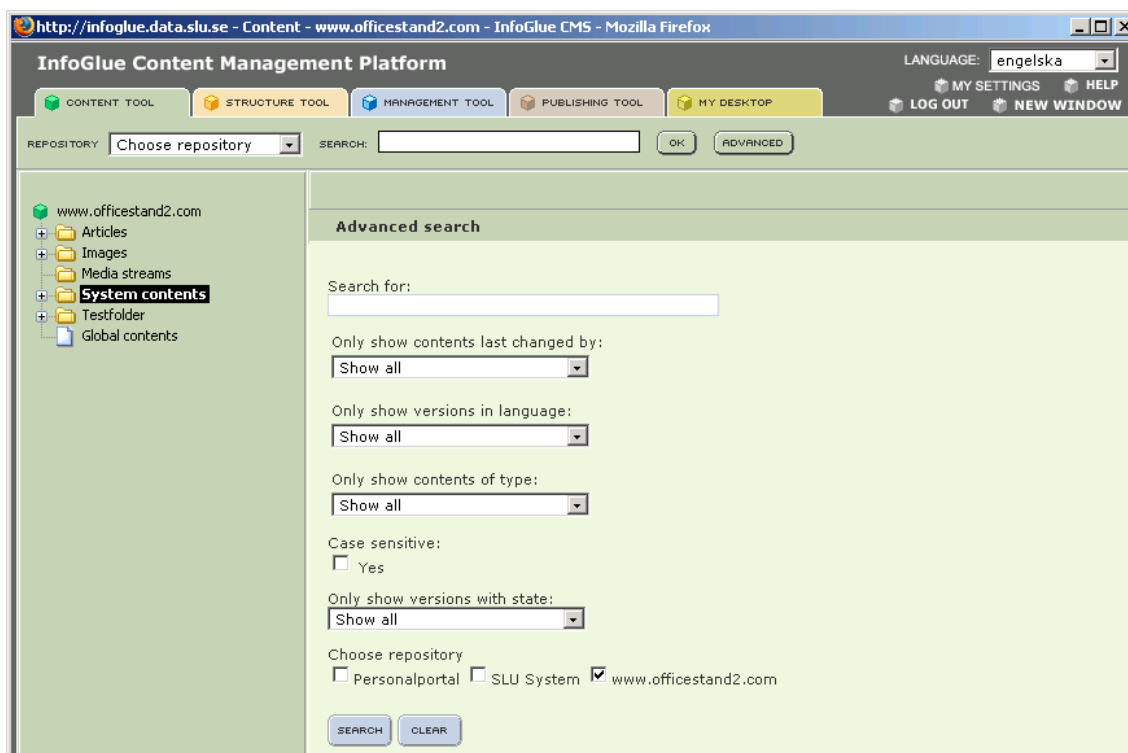 http://infoglue.data.slu.se - Content - www.officestand2.com - InfoGlue CMS - Mozilla Firefox
InfoGlue Content Management Platform
LANGUAGE: engelska
MY SETTINGS HELP
LOG OUT NEW WINDOW
CONTENT TOOL STRUCTURE TOOL MANAGEMENT TOOL PUBLISHING TOOL MY DESKTOP
REPOSITORY Choose repository SEARCH: OK ADVANCED
www.officestand2.com
Articles
Images
Media streams
System contents
Testfolder
Global contents
Advanced search
Search for:
Only show contents last changed by:
Show all
Only show versions in language:
Show all
Only show contents of type:
Show all
Case sensitive:
Yes
Only show versions with state:
Show all
Choose repository
Personalportal SLU System www.officestand2.com
SEARCH CLEAR